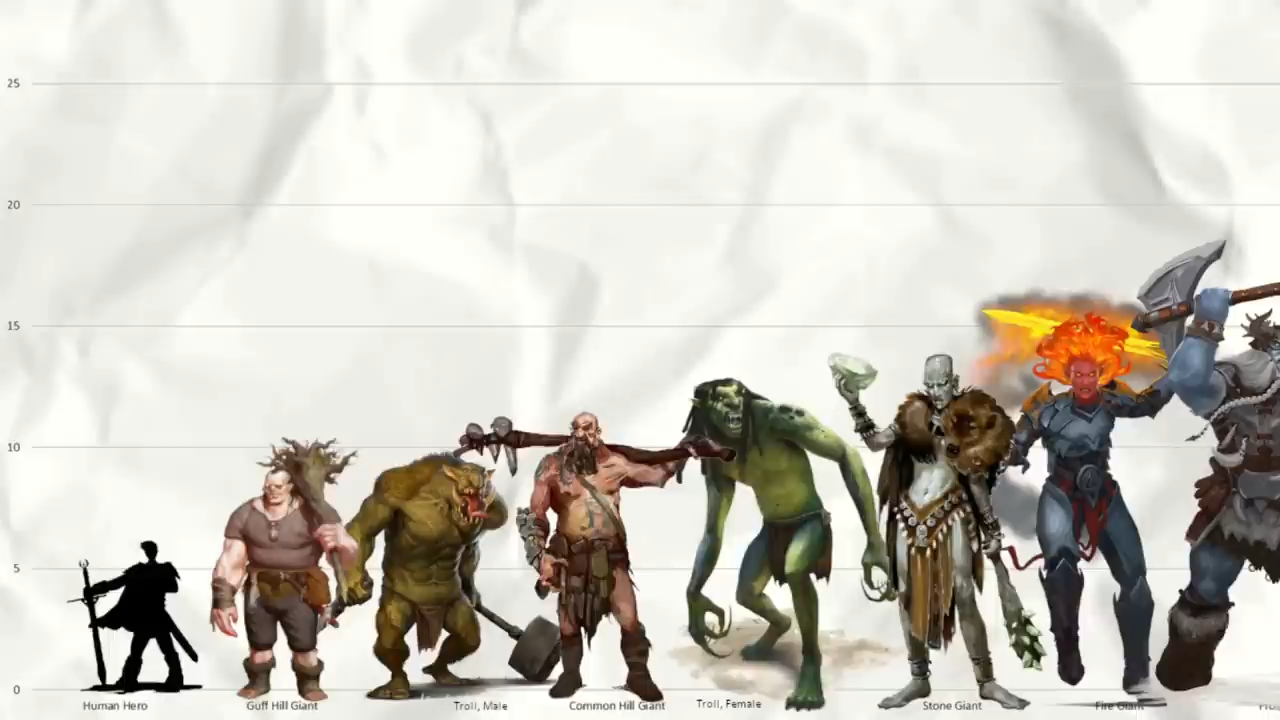 25
20
15
10
5
0
Human Hero
Guff Hill Giant
Troll, Male
Common Hill Giant
Troll, Female
Stone Giant
Fire Giant